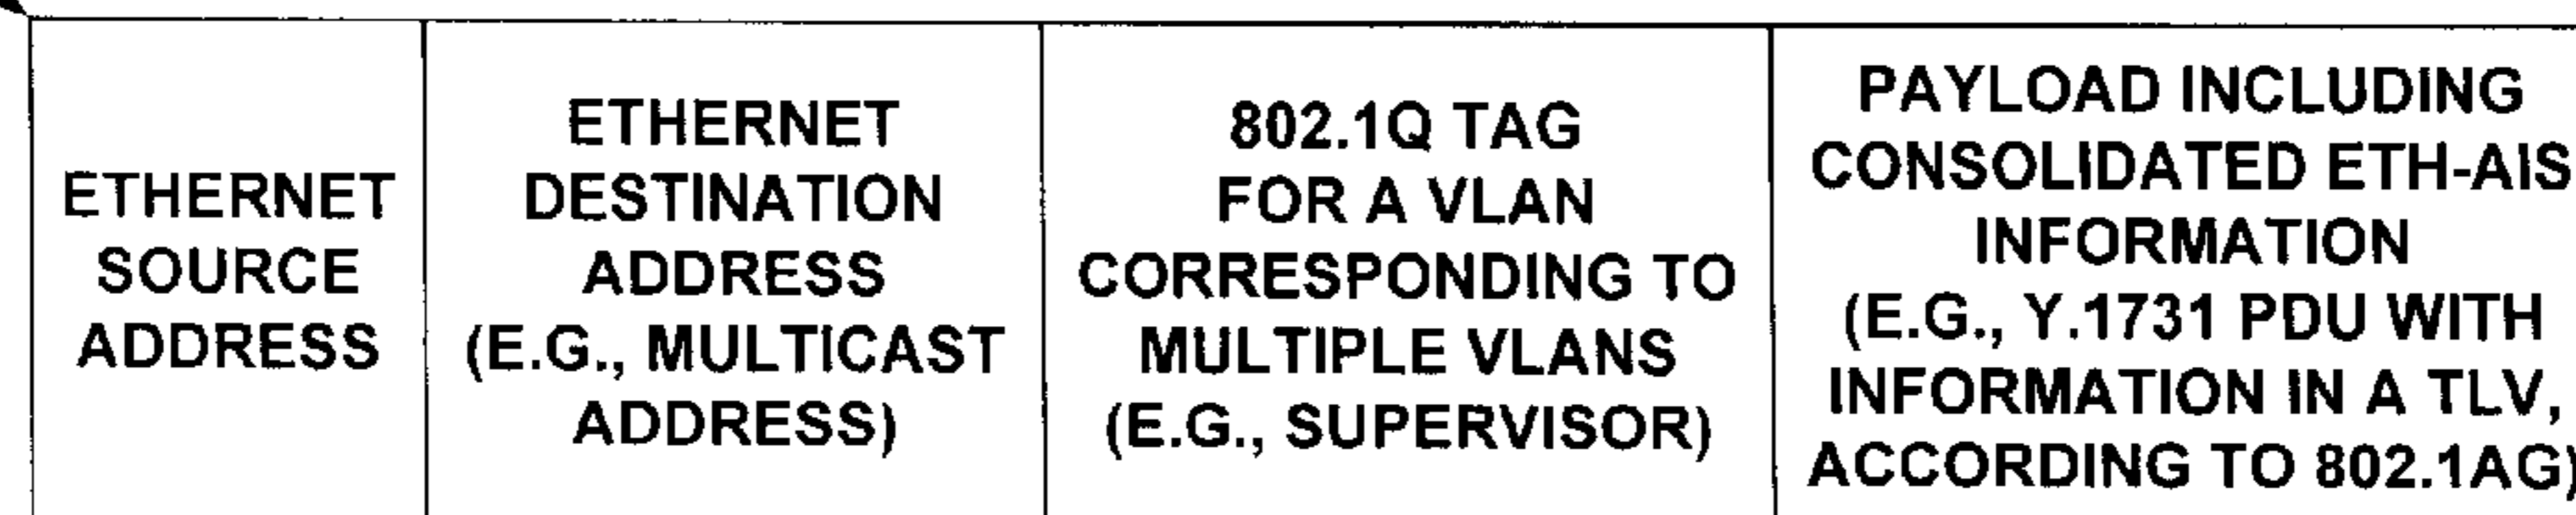 ETHERNET
SOURCE
ADDRESS
ETHERNET
DESTINATION
ADDRESS
(E.G., MULTICAST
ADDRESS)
802.1Q TAG
FOR A VLAN
CORRESPONDING TO
MULTIPLE VLANS
(E.G., SUPERVISOR)
PAYLOAD INCLUDING
CONSOLIDATED ETH-AIS
INFORMATION
(E.G., Y.1731 PDU WITH
INFORMATION IN A TLV,
ACCORDING TO 802.1AG)